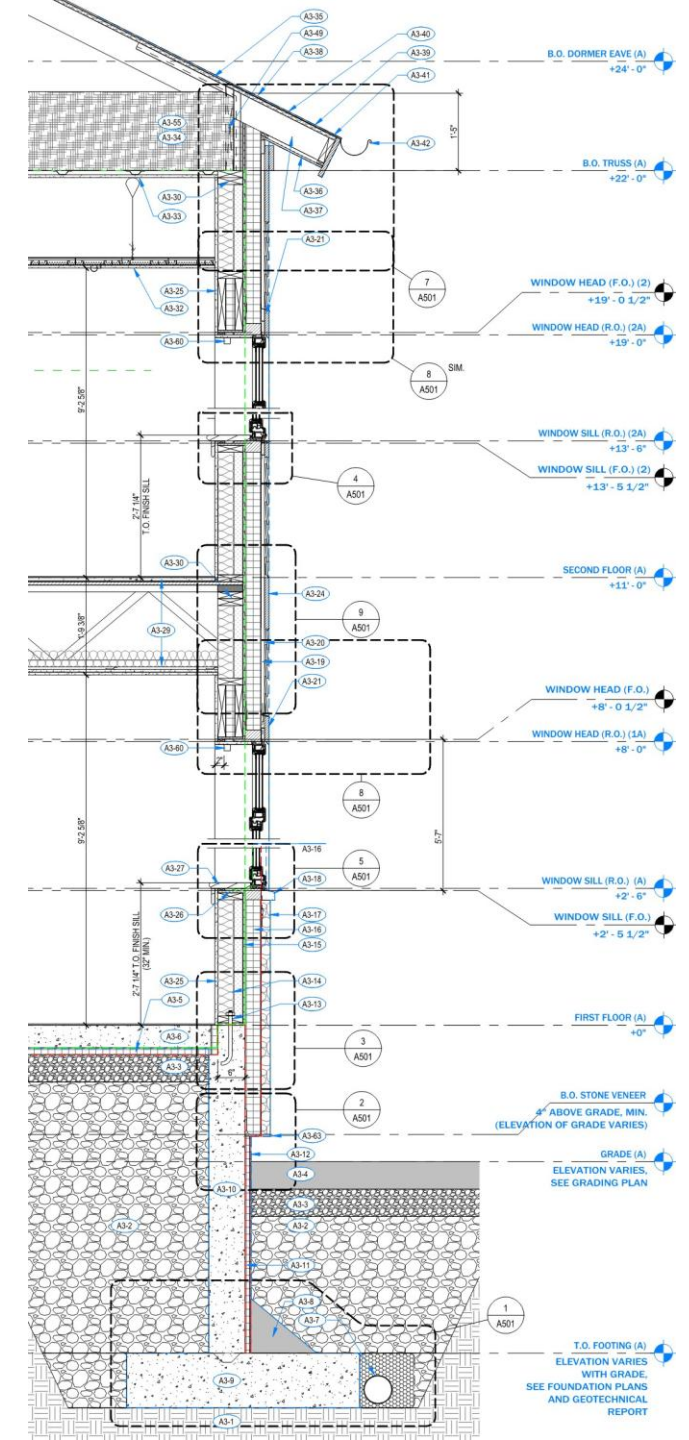 A3-35
A3-49
A3-38
A3-40
A3-39
A3-41
B.O. DORMER EAVE (A)
+24' - 0"
A3-55
A3-34
A3-42
1'-5"
A3-36
A3-37
B.O. TRUSS (A)
+22' - 0"
A3-30
A3-33
A3-21
7
A501
A3-25
A3-32
WINDOW HEAD (F.O.) (2)
+19' - 0 1/2"
WINDOW HEAD (R.O.) (2A)
+19' - 0"
A3-60
8
A501
SIM.
9'-2 5/8"
WINDOW SILL (R.O.) (2A)
+13' - 6"
WINDOW SILL (F.O.) (2)
+13' - 5 1/2"
4
A501
2'-7 1/4"
T.O. FINISH SILL
A3-30
SECOND FLOOR (A)
+11' - 0"
A3-24
9
A501
A3-29
1'-9 3/8"
A3-20
A3-19
A3-21
WINDOW HEAD (F.O.)
+8' - 0 1/2"
WINDOW HEAD (R.O.) (1A)
+8' - 0"
A3-60
8
A501
9'-2 5/8"
5'-7"
A3-16
5
A501
A3-27
A3-18
WINDOW SILL (R.O.) (A)
+2' - 6"
A3-26
A3-17
WINDOW SILL (F.O.)
+2' - 5 1/2"
A3-16
A3-15
2'-7 1/4" T.O. FINISH SILL
(32" MIN.)
A3-25
A3-14
A3-5
A3-13
FIRST FLOOR (A)
+0"
A3-6
3
A501
A3-3
6"
2
A501
B.O. STONE VENEER
4" ABOVE GRADE, MIN.
(ELEVATION OF GRADE VARIES)
A3-63
A3-12
A3-4
GRADE (A)
ELEVATION VARIES,
SEE GRADING PLAN
A3-10
A3-3
A3-2
A3-2
A3-11
A3-8
A3-7
1
A501
T.O. FOOTING (A)
ELEVATION VARIES
WITH GRADE,
SEE FOUNDATION PLANS
AND GEOTECHNICAL
REPORT
A3-9
A3-1